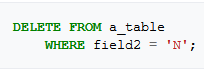 DELETE FROM a_table
WHERE field2 = 'N';